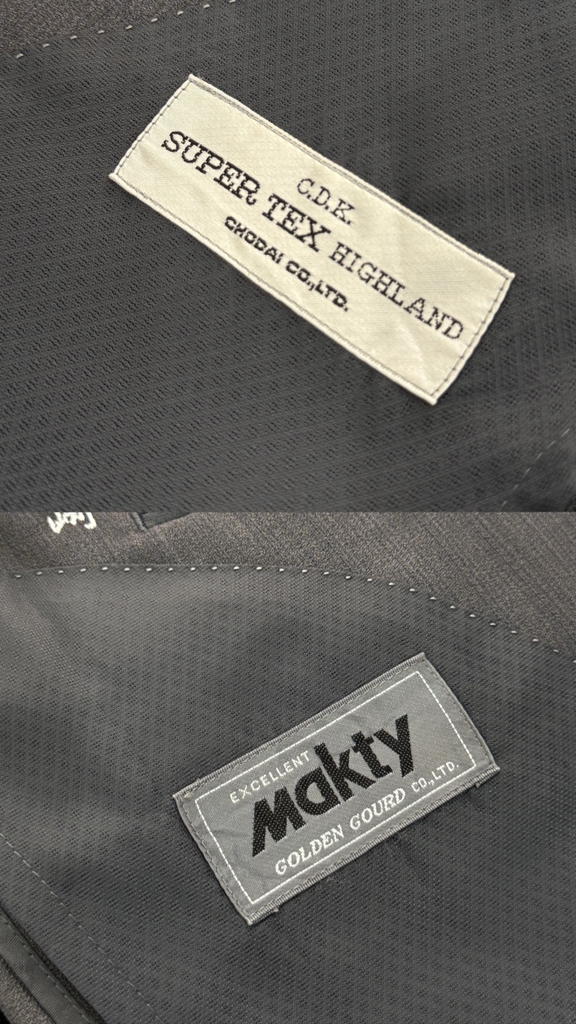 C.D.K.
SUPER TEX HIGHLAND
CHODAI CO.,LTD.
EXCELLENT
Makty
GOLDEN GOURD CO.,LTD.